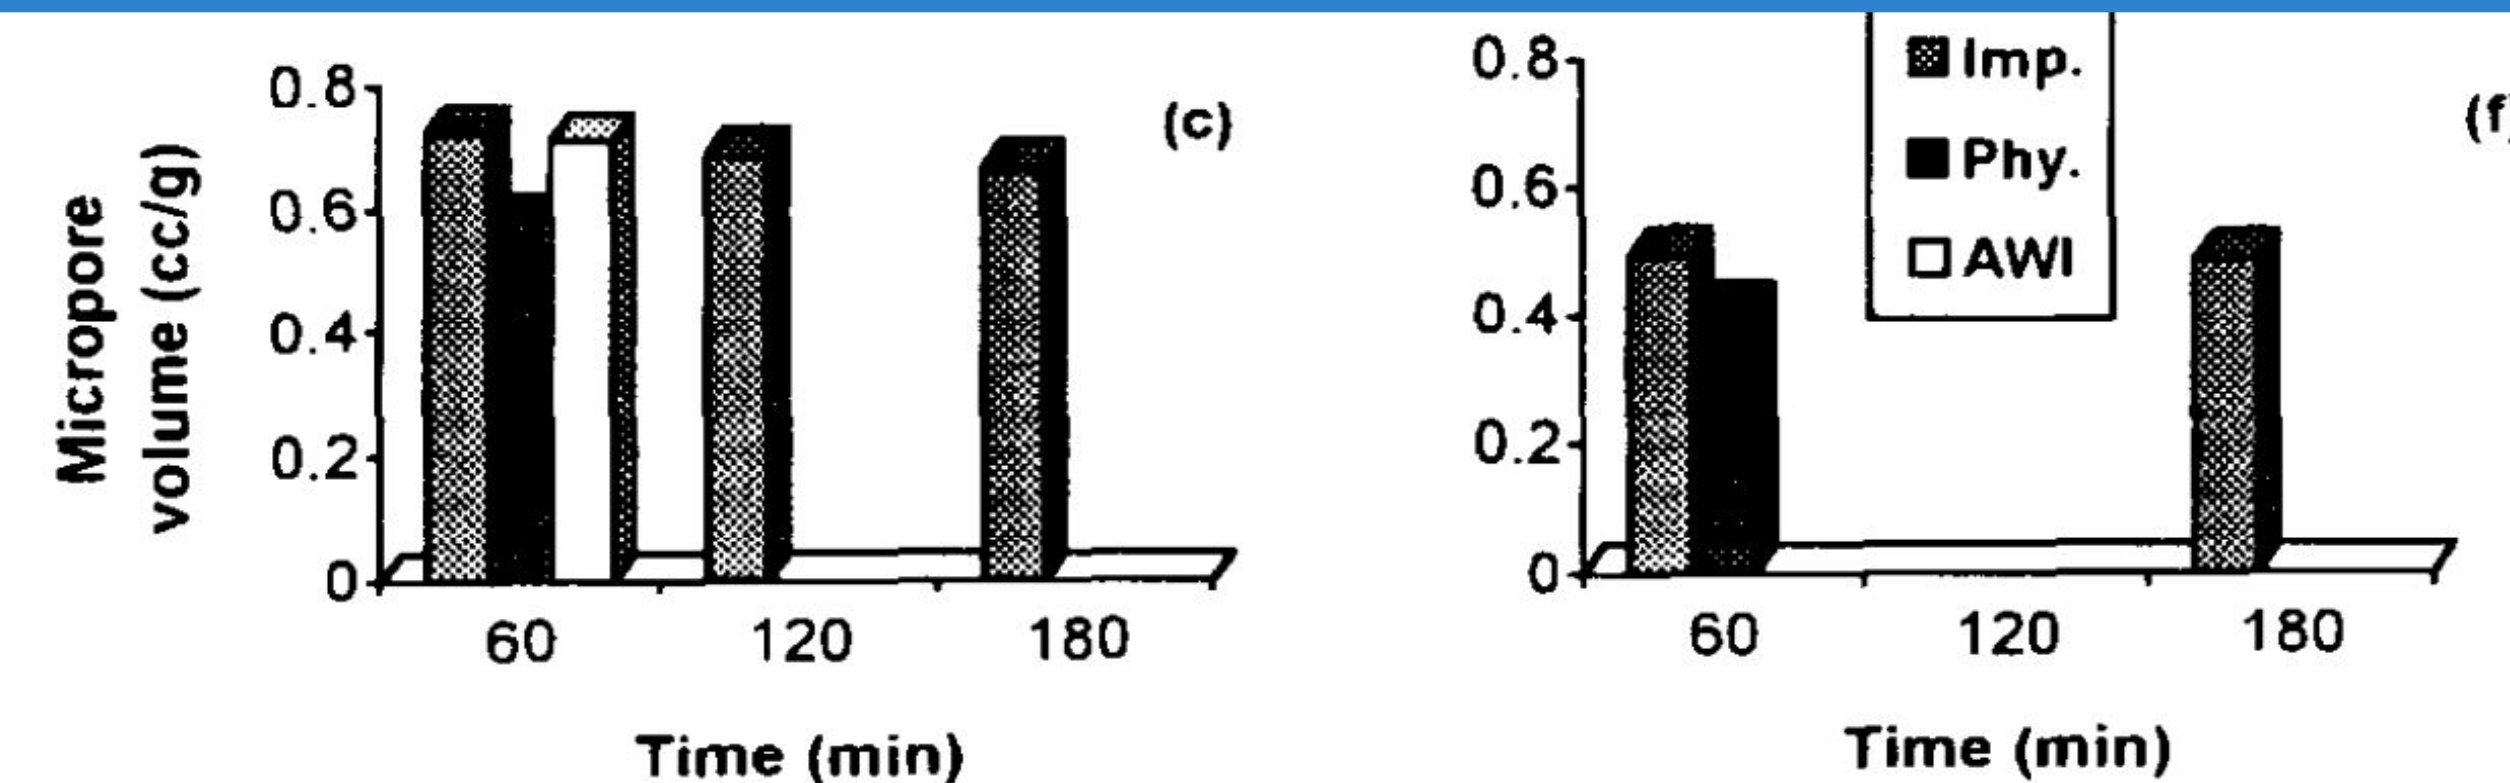 Micropore
volume (cc/g)
0.8
0.6
0.4
0.2
0
(c)
60 120 180
Time (min)
0.8
0.6
0.4
0.2
0
Imp.
Phy.
AWI
(f)
60 120 180
Time (min)